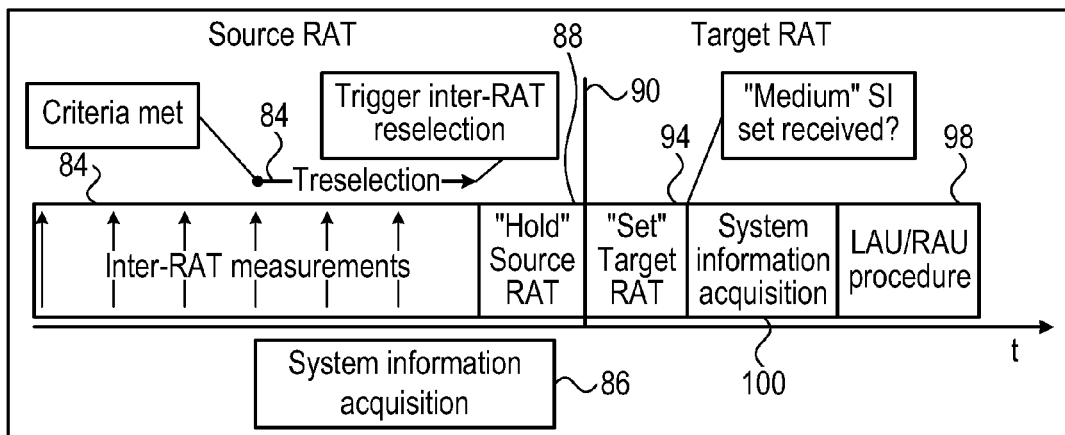 Source RAT
88
Target RAT
Criteria met
84
Trigger inter-RAT
reselection
90
"Medium" SI
set received?
84
Treselection
94
98
Inter-RAT measurements
"Hold"
Source
RAT
"Set"
Target
RAT
System
information
acquisition
LAU/RAU
procedure
t
System information
acquisition
86
100